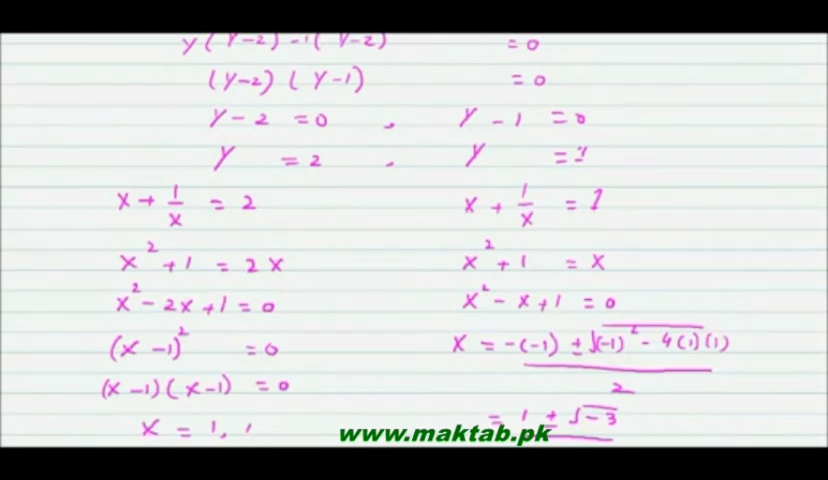 y(y-2)-1(y-2) = 0
(y-2) (y-1) = 0
y - 2 = 0 , y - 1 = 0
y = 2 , y = 1
x + 1/x = 2 x + 1/x = 1
x² + 1 = 2x x² + 1 = x
x² - 2x + 1 = 0 x² - x + 1 = 0
(x - 1)² = 0 x = -(-1) ± √(-1)² - 4(1)(1) / 2
(x - 1)(x - 1) = 0
x = 1, 1 = 1 ± √-3
www.maktab.pk